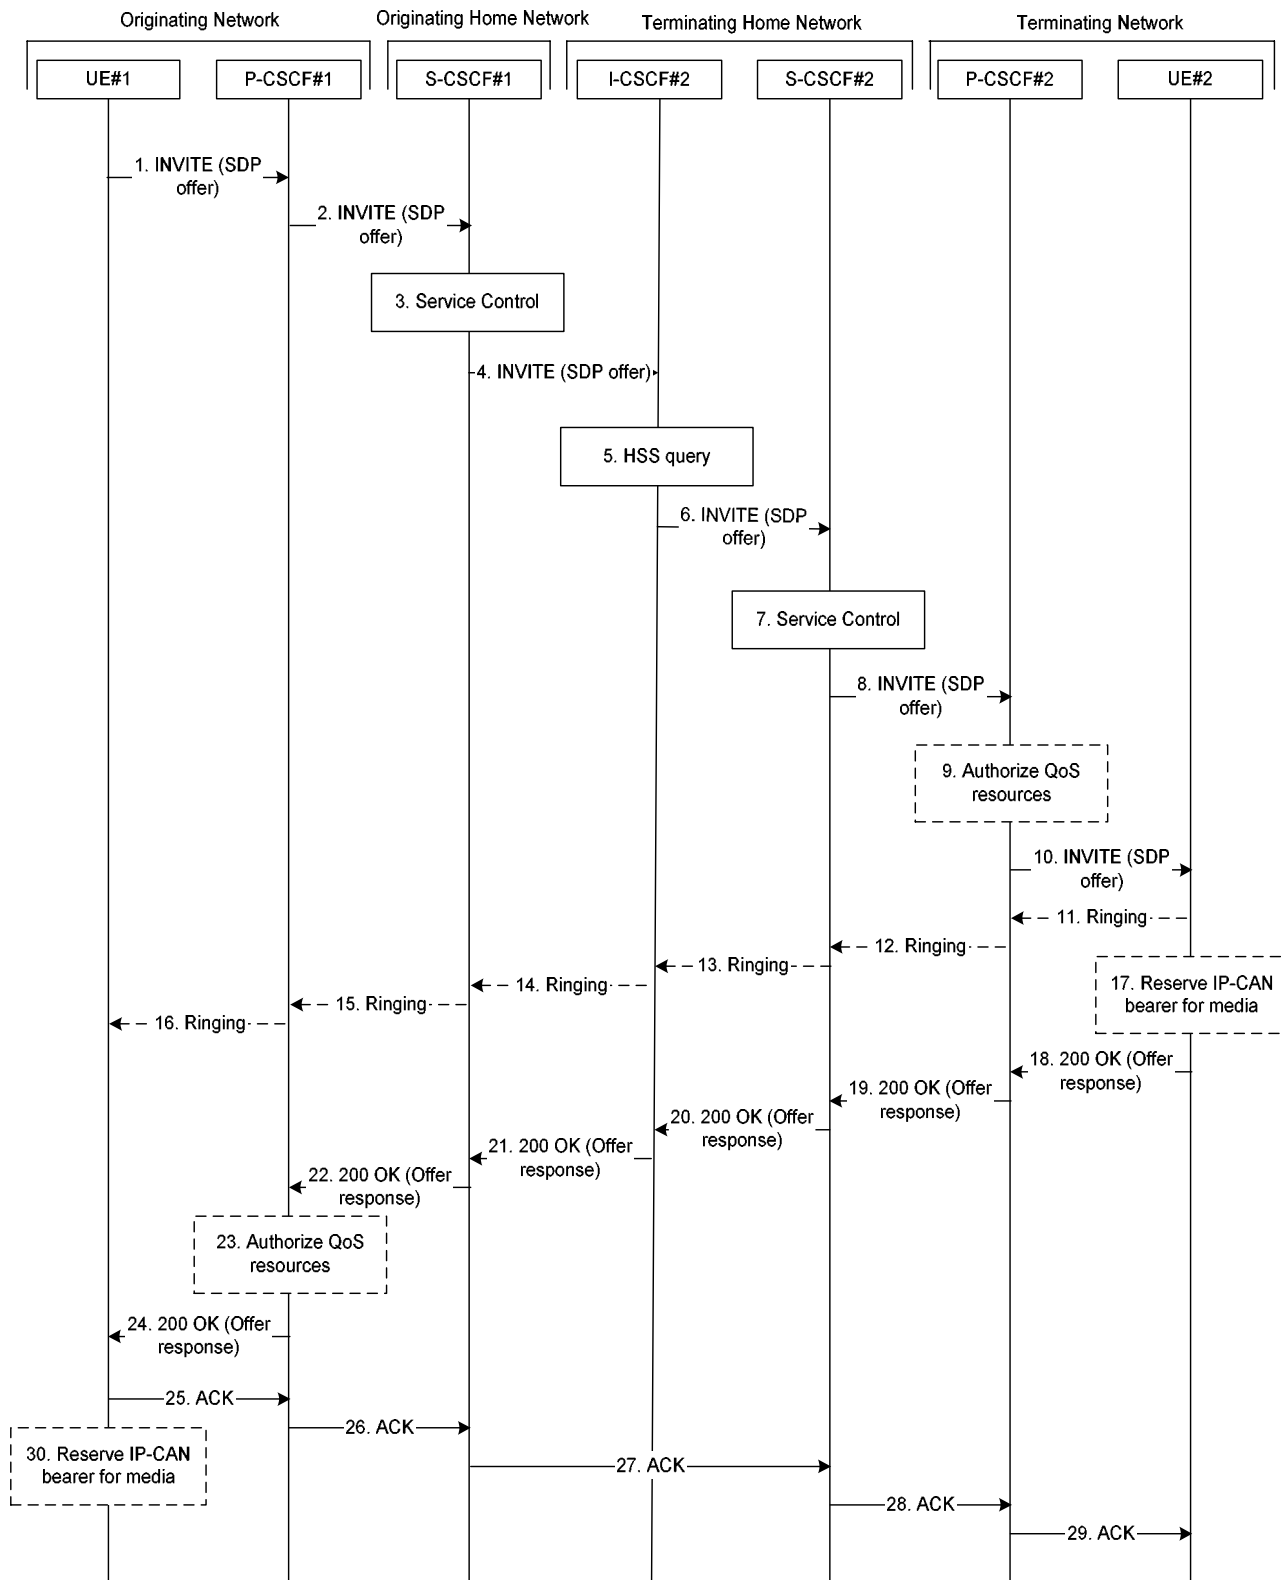 Originating Network
Originating Home Network
Terminating Home Network
Terminating Network
UE#1
P-CSCF#1
S-CSCF#1
I-CSCF#2
S-CSCF#2
P-CSCF#2
UE#2
1. INVITE (SDP
offer)
2. INVITE (SDP
offer)
3. Service Control
4. INVITE (SDP offer)
5. HSS query
6. INVITE (SDP
offer)
7. Service Control
8. INVITE (SDP
offer)
9. Authorize QoS
resources
10. INVITE (SDP
offer)
11. Ringing
12. Ringing
13. Ringing
14. Ringing
15. Ringing
16. Ringing
17. Reserve IP-CAN
bearer for media
18. 200 OK (Offer
response)
19. 200 OK (Offer
response)
20. 200 OK (Offer
response)
21. 200 OK (Offer
response)
22. 200 OK (Offer
response)
23. Authorize QoS
resources
24. 200 OK (Offer
response)
25. ACK
26. ACK
30. Reserve IP-CAN
bearer for media
27. ACK
28. ACK
29. ACK